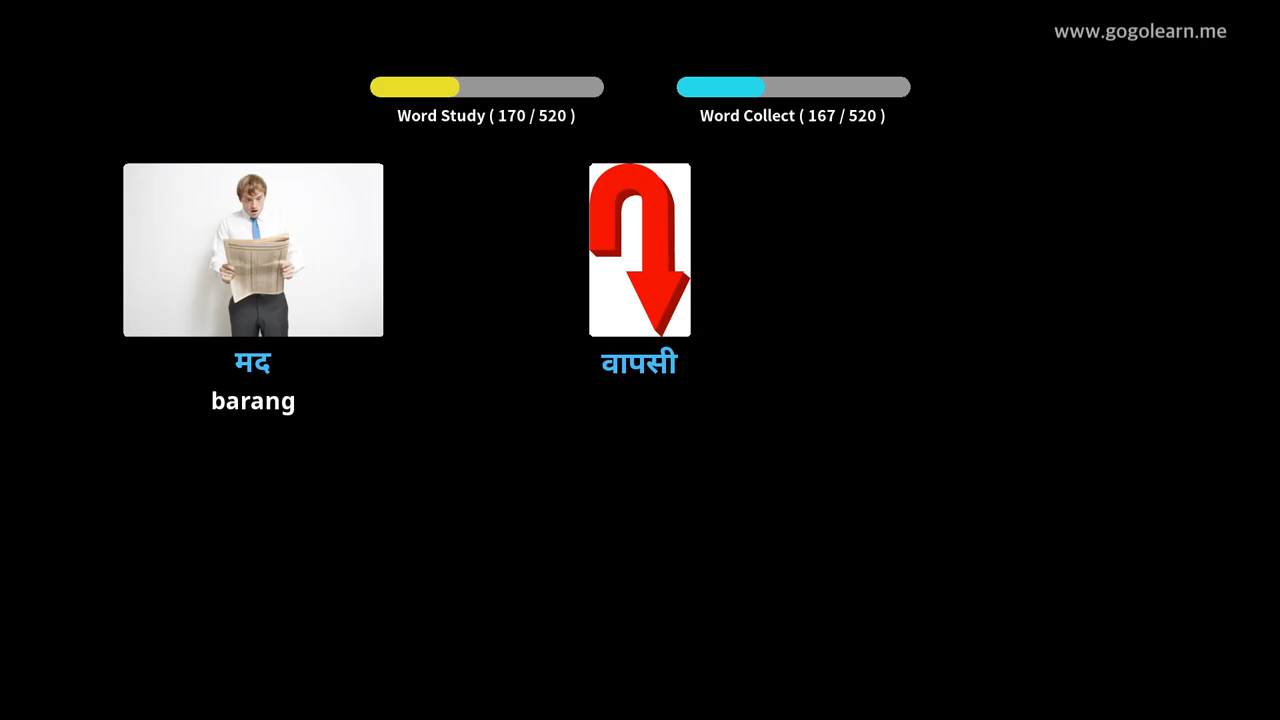 www.gogolearn.me
Word Study ( 170 / 520 )
Word Collect ( 167 / 520 )
मद
barang
वापसी